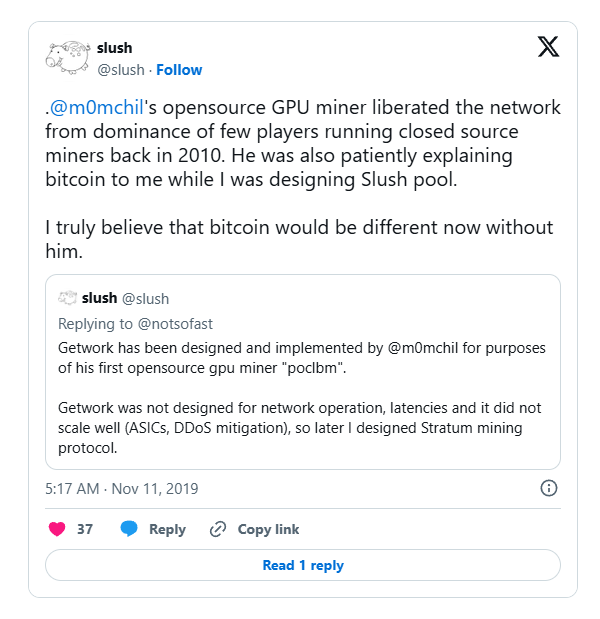 slush
@slush · Follow
.@m0mchil's opensource GPU miner liberated the network
from dominance of few players running closed source
miners back in 2010. He was also patiently explaining
bitcoin to me while I was designing Slush pool.
I truly believe that bitcoin would be different now without
him.
slush @slush
Replying to @notsofast
Getwork has been designed and implemented by @m0mchil for purposes
of his first opensource gpu miner "poclbm".
Getwork was not designed for network operation, latencies and it did not
scale well (ASICs, DDoS mitigation), so later I designed Stratum mining
protocol.
5:17 AM · Nov 11, 2019
37 Reply Copy link
Read 1 reply